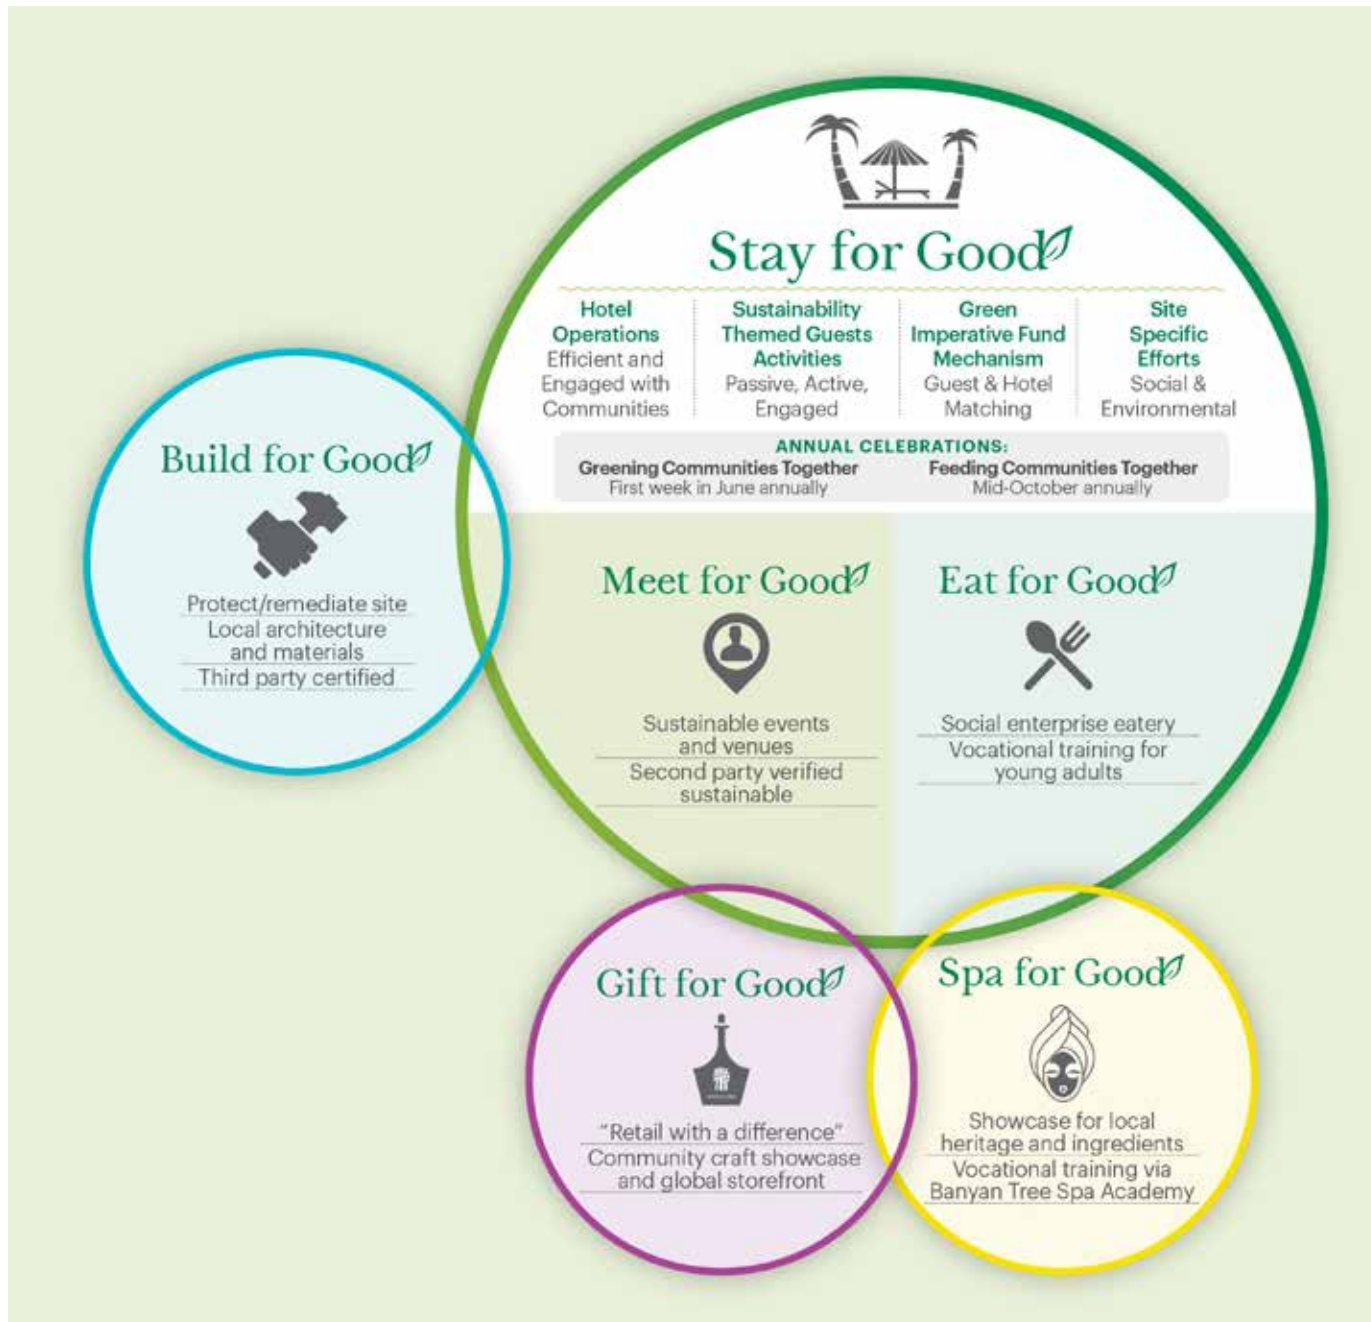 Stay for Good
Hotel
Operations
Efficient and
Engaged with
Communities
Sustainability
Themed Guests
Activities
Passive, Active,
Engaged
Green
Imperative Fund
Mechanism
Guest & Hotel
Matching
Site
Specific
Efforts
Social &
Environmental
ANNUAL CELEBRATIONS:
Greening Communities Together
First week in June annually
Feeding Communities Together
Mid-October annually
Build for Good
Protect/remediate site
Local architecture
and materials
Third party certified
Meet for Good
Sustainable events
and venues
Second party verified
sustainable
Eat for Good
Social enterprise eatery
Vocational training for
young adults
Gift for Good
"Retail with a difference"
Community craft showcase
and global storefront
Spa for Good
Showcase for local
heritage and ingredients
Vocational training via
Banyan Tree Spa Academy